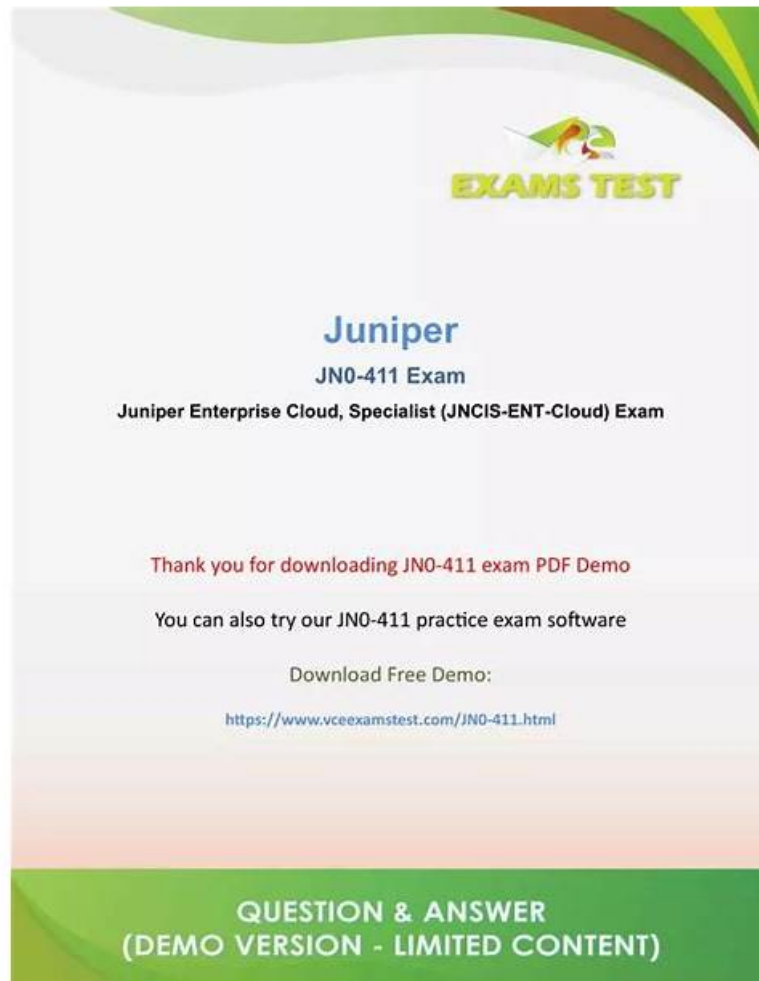 EXAMS TEST
Juniper
JN0-411 Exam
Juniper Enterprise Cloud, Specialist (JNCIS-ENT-Cloud) Exam
Thank you for downloading JN0-411 exam PDF Demo
You can also try our JN0-411 practice exam software
Download Free Demo:
https://www.vceexamstest.com/JN0-411.html
QUESTION & ANSWER
(DEMO VERSION - LIMITED CONTENT)